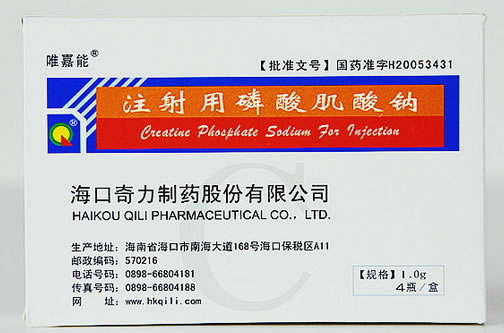 唯嘉能®
【批准文号】国药准字H20053431
注射用磷酸肌酸钠
Creatine Phosphate Sodium For Injection
海口奇力制药股份有限公司
HAIKOU QILI PHARMACEUTICAL CO., LTD.
生产地址：海南省海口市南海大道168号海口保税区A11
邮政编码：570216
电话号码：0898-66804181
传真号码：0898-66804188
网 址：www.hkqili.com
【规格】1.0g
4瓶/盒